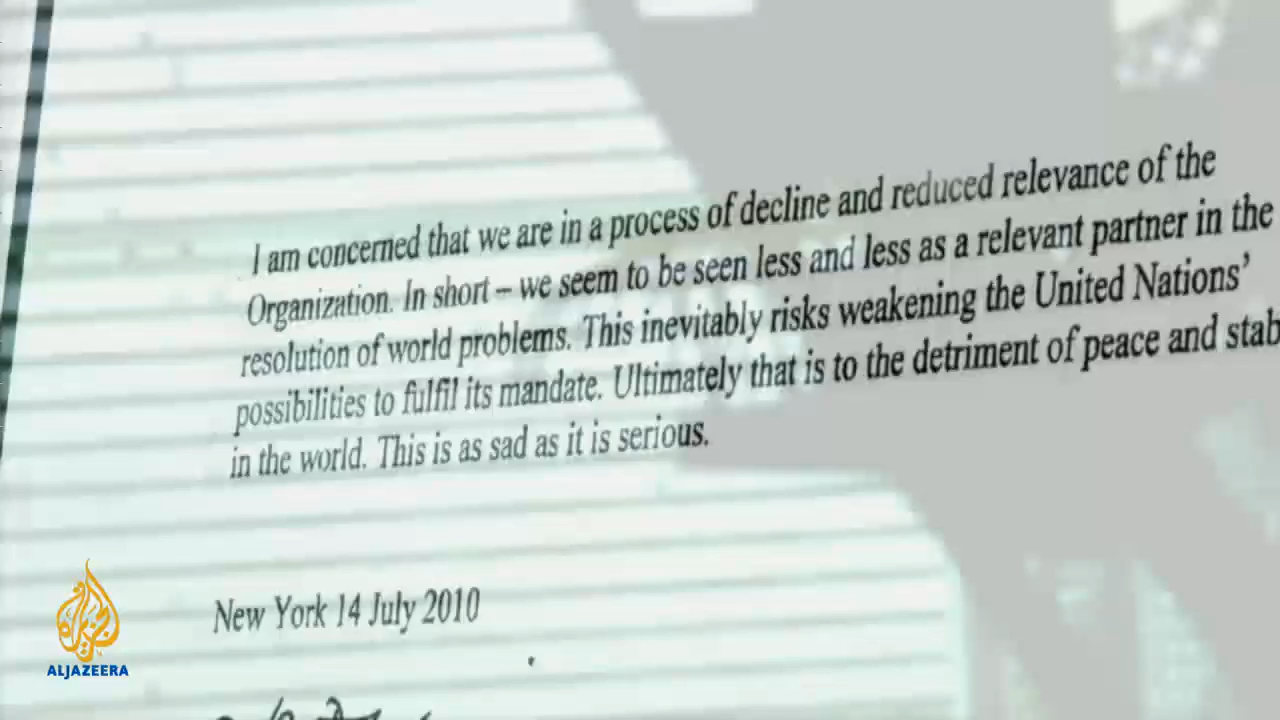 I am concerned that we are in a process of decline and reduced relevance of the
Organization. In short – we seem to be seen less and less as a relevant partner in the
resolution of world problems. This inevitably risks weakening the United Nations’
possibilities to fulfil its mandate. Ultimately that is to the detriment of peace and stab
in the world. This is as sad as it is serious.
New York 14 July 2010
ALJAZEERA